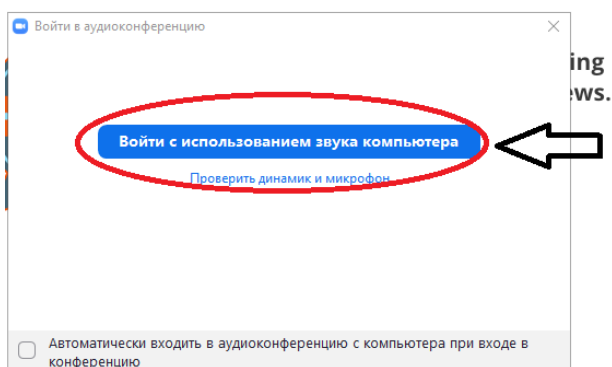 Войти в аудиоконференцию
ing
ews.
Войти с использованием звука компьютера
Проверить динамик и микрофон
Автоматически входить в аудиоконференцию с компьютера при входе в
конференцию